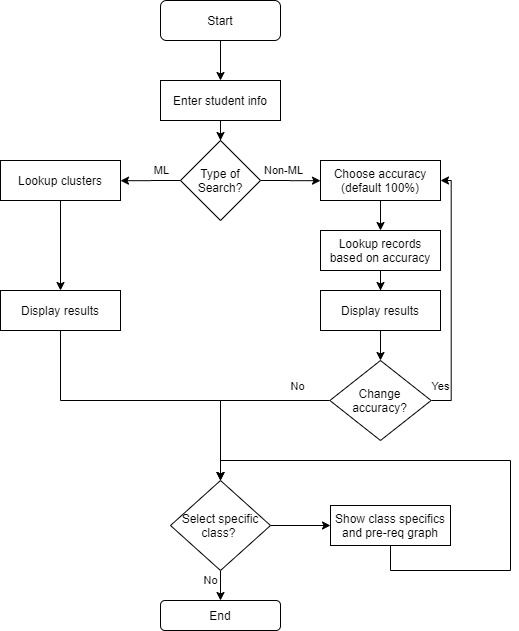 Start
Enter student info
ML
Type of
Search?
Non-ML
Lookup clusters
Choose accuracy
(default 100%)
Lookup records
based on accuracy
Display results
Display results
No
Change
accuracy?
Yes
Select specific
class?
Show class specifics
and pre-req graph
No
End